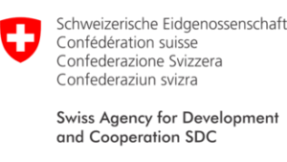 Schweizerische Eidgenossenschaft
Confédération suisse
Confederazione Svizzera
Confederaziun svizra
Swiss Agency for Development
and Cooperation SDC